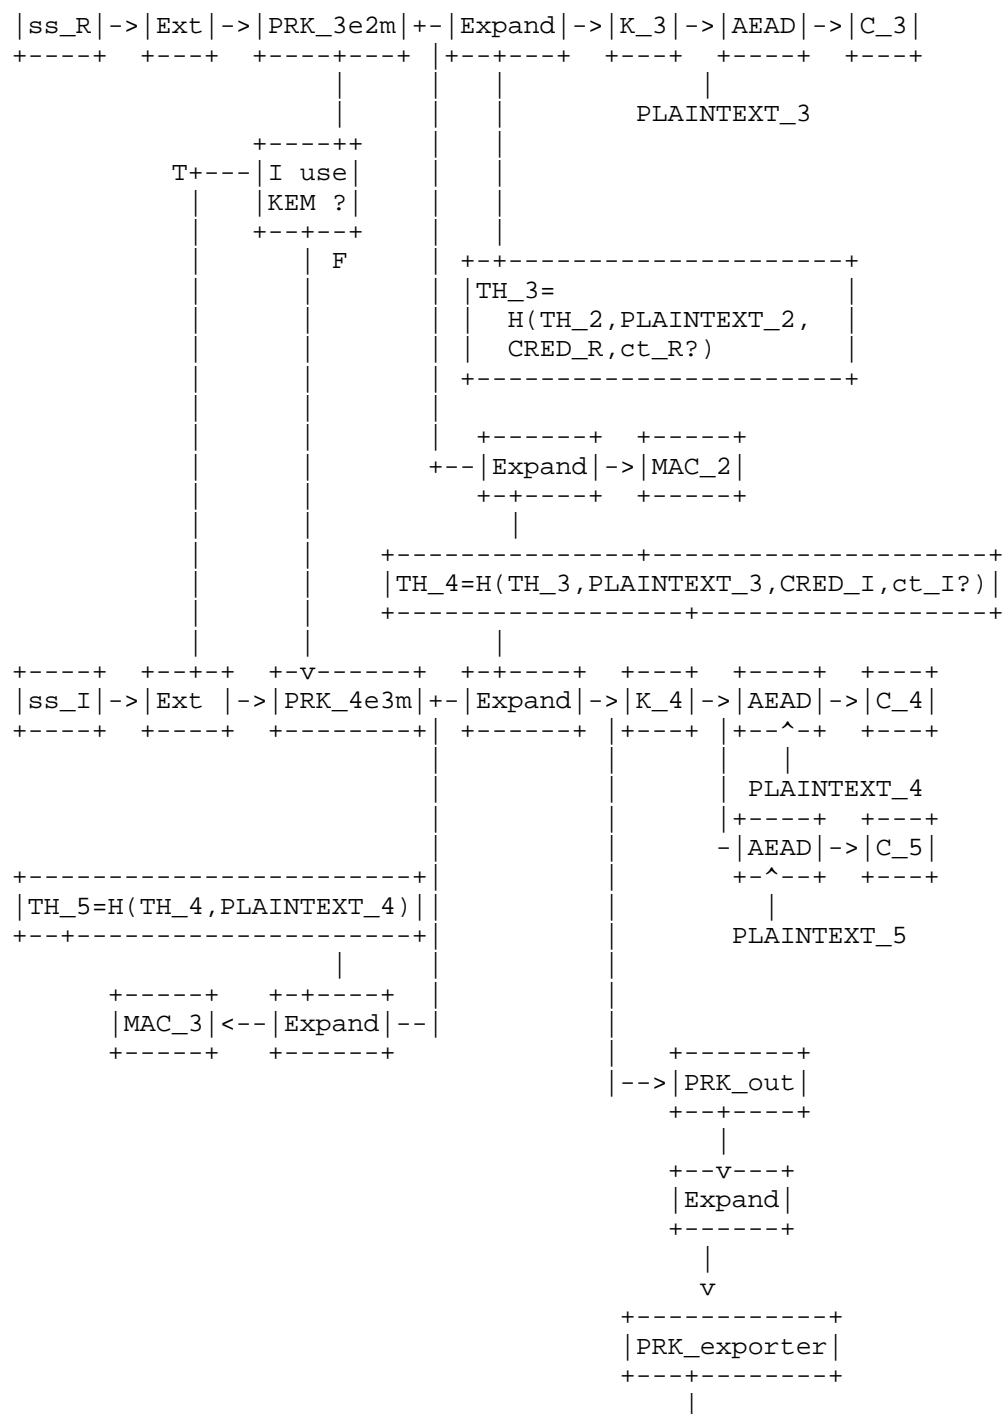 |ss_R|->|Ext|->|PRK_3e2m|+-|Expand|->|K_3|->|AEAD|->|C_3|
PLAINTEXT_3
T+---|I use|
|KEM ?|
F
|TH_3=
H(TH_2,PLAINTEXT_2,
CRED_R,ct_R?)
+--|Expand|->|MAC_2|
|TH_4=H(TH_3,PLAINTEXT_3,CRED_I,ct_I?)|
|ss_I|->|Ext |->|PRK_4e3m|+-|Expand|->|K_4|->|AEAD|->|C_4|
PLAINTEXT_4
-|AEAD|->|C_5|
|TH_5=H(TH_4,PLAINTEXT_4)|
PLAINTEXT_5
|MAC_3|<--|Expand|--|
|-->|PRK_out|
|Expand|
v
|PRK_exporter|